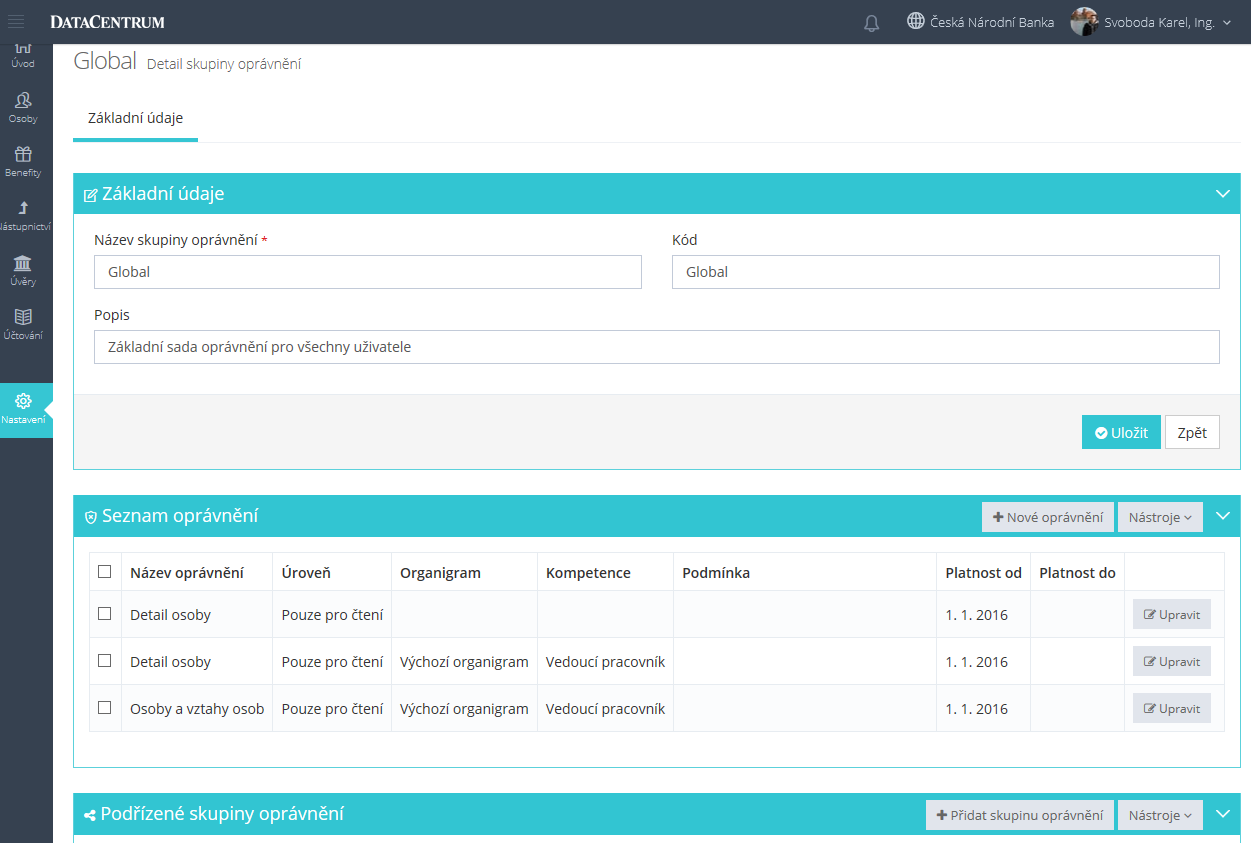 DATACENTRUM
Česká Národní Banka
Svoboda Karel, Ing.
Úvod
Osoby
Benefity
Nástupnictví
Úvěry
Účtování
Nastavení
Global Detail skupiny oprávnění
Základní údaje
Základní údaje
Název skupiny oprávnění *
Kód
Global
Global
Popis
Základní sada oprávnění pro všechny uživatele
Uložit
Zpět
Seznam oprávnění
Nové oprávnění
Nástroje
Název oprávnění Úroveň Organigram Kompetence Podmínka Platnost od Platnost do
Detail osoby Pouze pro čtení 1. 1. 2016 Upravit
Detail osoby Pouze pro čtení Výchozí organigram Vedoucí pracovník 1. 1. 2016 Upravit
Osoby a vztahy osob Pouze pro čtení Výchozí organigram Vedoucí pracovník 1. 1. 2016 Upravit
Podřízené skupiny oprávnění
Přidat skupinu oprávnění
Nástroje